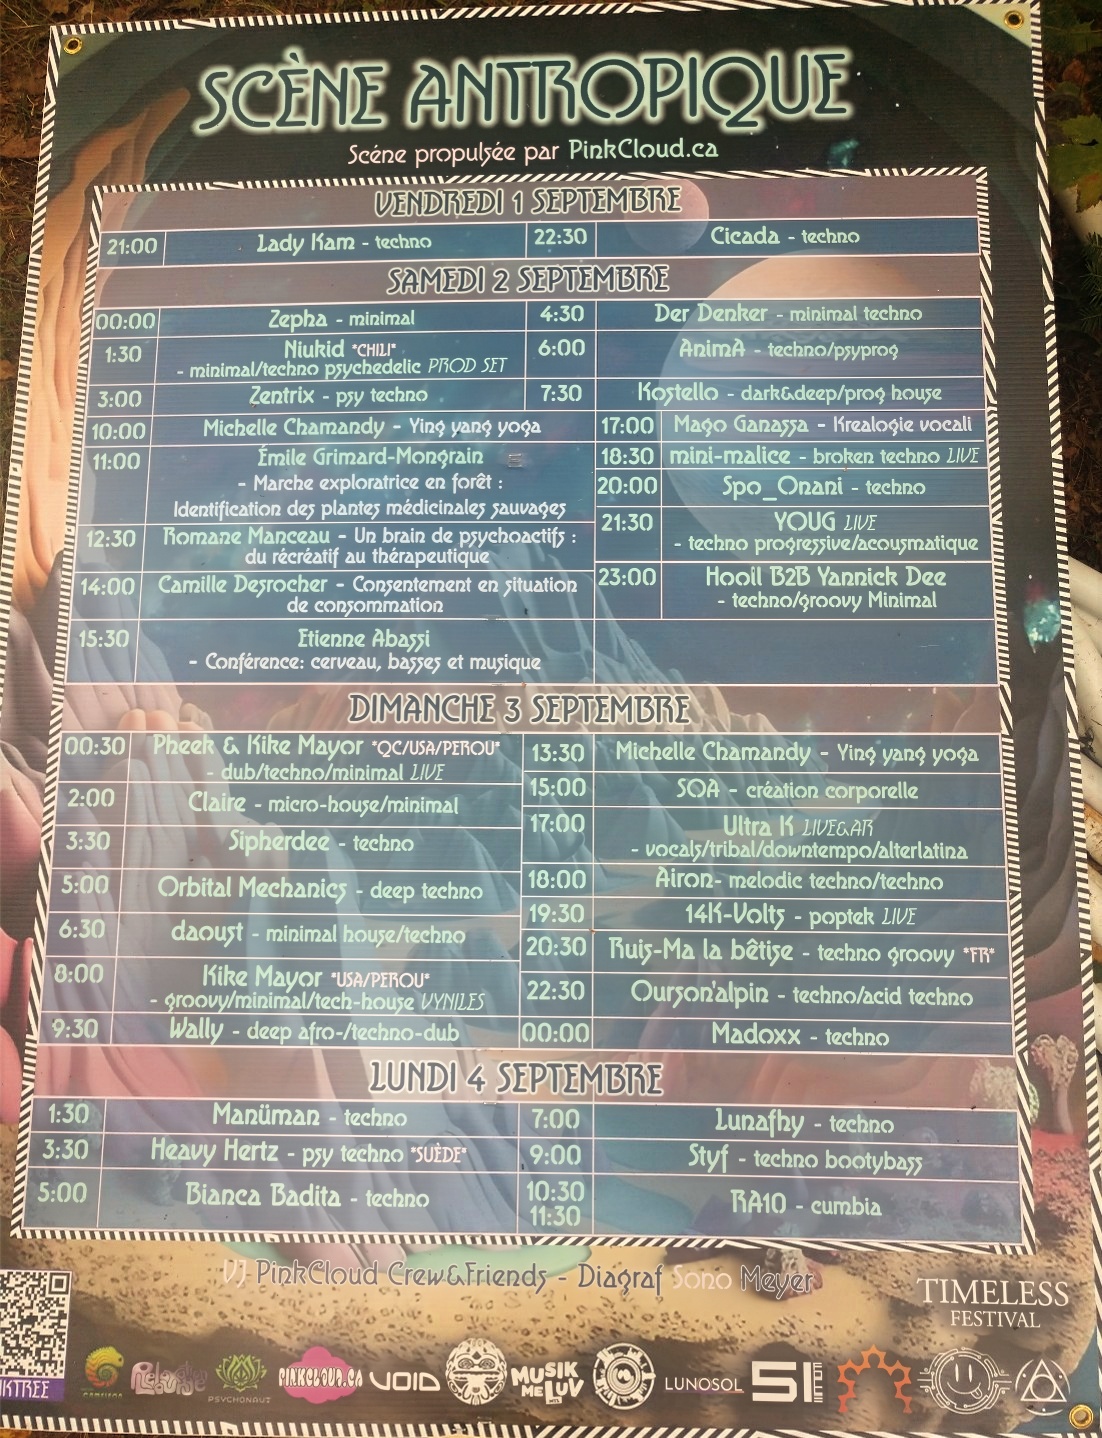 SCÈNE ANTROPIQUE
Scéne propulsée par PinkCloud.ca
VENDREDI 1 SEPTEMBRE
21:00 Lady Kam - techno
22:30 Cicada - techno
SAMEDI 2 SEPTEMBRE
00:00 Zepha - minimal
1:30 Niukid *CHILI*
- minimal/techno psychedelic PROD SET
3:00 Zentrix - psy techno
4:30 Der Denker - minimal techno
6:00 AnimA - techno/psyprog
7:30 Kostello - dark&deep/prog house
10:00 Michelle Chamandy - Ying yang yoga
11:00 Émile Grimard-Mongrain
- Marche exploratrice en forêt :
Identification des plantes médicinales sauvages
12:30 Romane Manceau - Un brain de psychoactifs :
du récréatif au thérapeutique
14:00 Camille Desrocher - Consentement en situation
de consommation
15:30 Etienne Abassi
- Conférence: cerveau, basses et musique
17:00 Mago Ganassa - Krealogie vocali
18:30 mini-malice - broken techno LIVE
20:00 Spo_Onani - techno
21:30 YOUG LIVE
- techno progressive/acousmatique
23:00 Hooil B2B Yannick Dee
- techno/groovy Minimal
DIMANCHE 3 SEPTEMBRE
00:30 Pheek & Kike Mayor *QC/USA/PEROU*
- dub/techno/minimal LIVE
2:00 Claire - micro-house/minimal
3:30 Sipherdee - techno
5:00 Orbital Mechanics - deep techno
6:30 daoust - minimal house/techno
8:00 Kike Mayor *USA/PEROU*
- groovy/minimal/tech-house VYNILES
9:30 Wally - deep afro-/techno-dub
13:30 Michelle Chamandy - Ying yang yoga
15:00 SOA - création corporelle
17:00 Ultra K LIVE&AR
- vocals/tribal/downtempo/alterlatina
18:00 Airon- melodic techno/techno
19:30 14K-Volts - poptek LIVE
20:30 Ruis-Ma la bêtise - techno groovy *FR*
22:30 Ourson'alpin - techno/acid techno
00:00 Madoxx - techno
LUNDI 4 SEPTEMBRE
1:30 Manüman - techno
3:30 Heavy Hertz - psy techno *SUÈDE*
5:00 Bianca Badita - techno
7:00 Lunafhy - techno
9:00 Styf - techno bootybass
10:30
11:30 RA10 - cumbia
VJ PinkCloud Crew&Friends - Diagraf Sono Meyer
TIMELESS
FESTIVAL
PSYCHONAUT
PINKCLOUD.CA
VOID
MUSIK
ME LUV
LUNOSOL